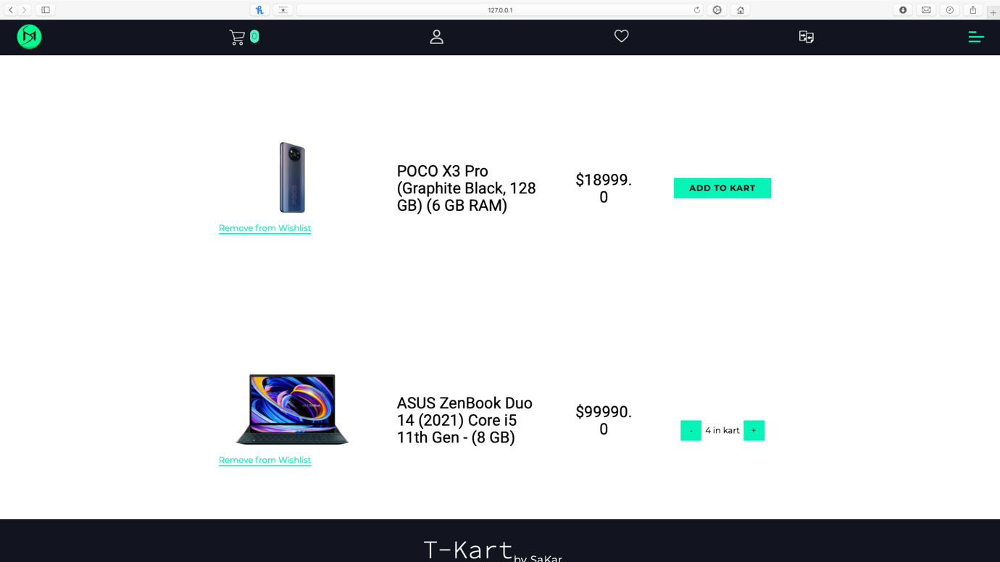 127.0.0.1
0
POCO X3 Pro
(Graphite Black, 128
GB) (6 GB RAM)
$18999.
0
ADD TO KART
POCO
Remove from Wishlist
ASUS ZenBook Duo
14 (2021) Core i5
11th Gen - (8 GB)
$99990.
0
- 4 in kart +
Remove from Wishlist
T-Kart by SaKar